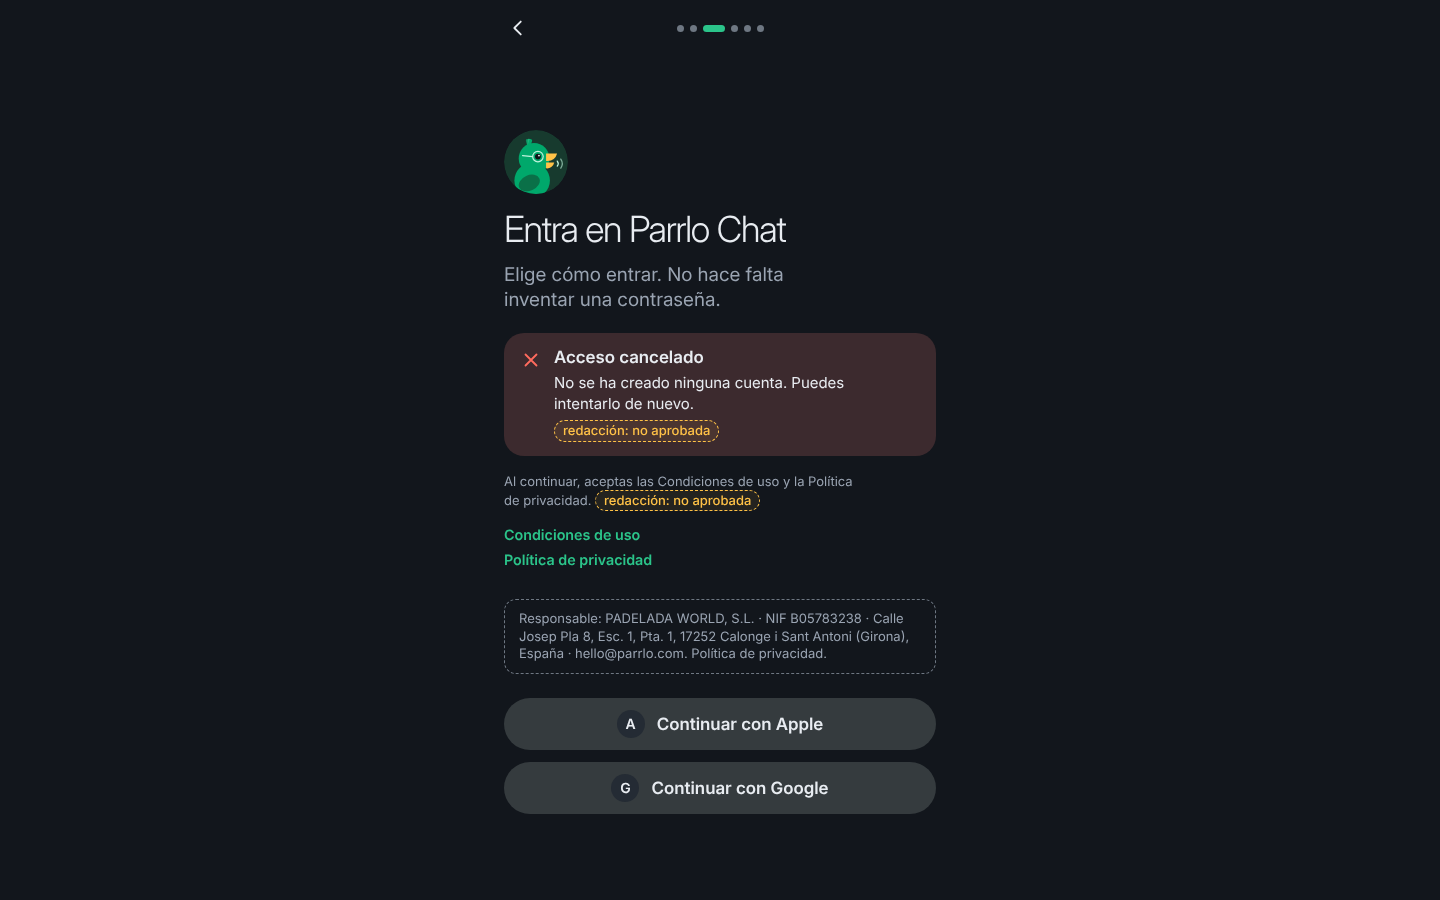 Entra en Parrlo Chat
Elige cómo entrar. No hace falta
inventar una contraseña.
Acceso cancelado
No se ha creado ninguna cuenta. Puedes
intentarlo de nuevo.
redacción: no aprobada
Al continuar, aceptas las Condiciones de uso y la Política
de privacidad. redacción: no aprobada
Condiciones de uso
Política de privacidad
Responsable: PADELADA WORLD, S.L. · NIF B05783238 · Calle
Josep Pla 8, Esc. 1, Pta. 1, 17252 Calonge i Sant Antoni (Girona),
España · hello@parrlo.com. Política de privacidad.
A Continuar con Apple
G Continuar con Google